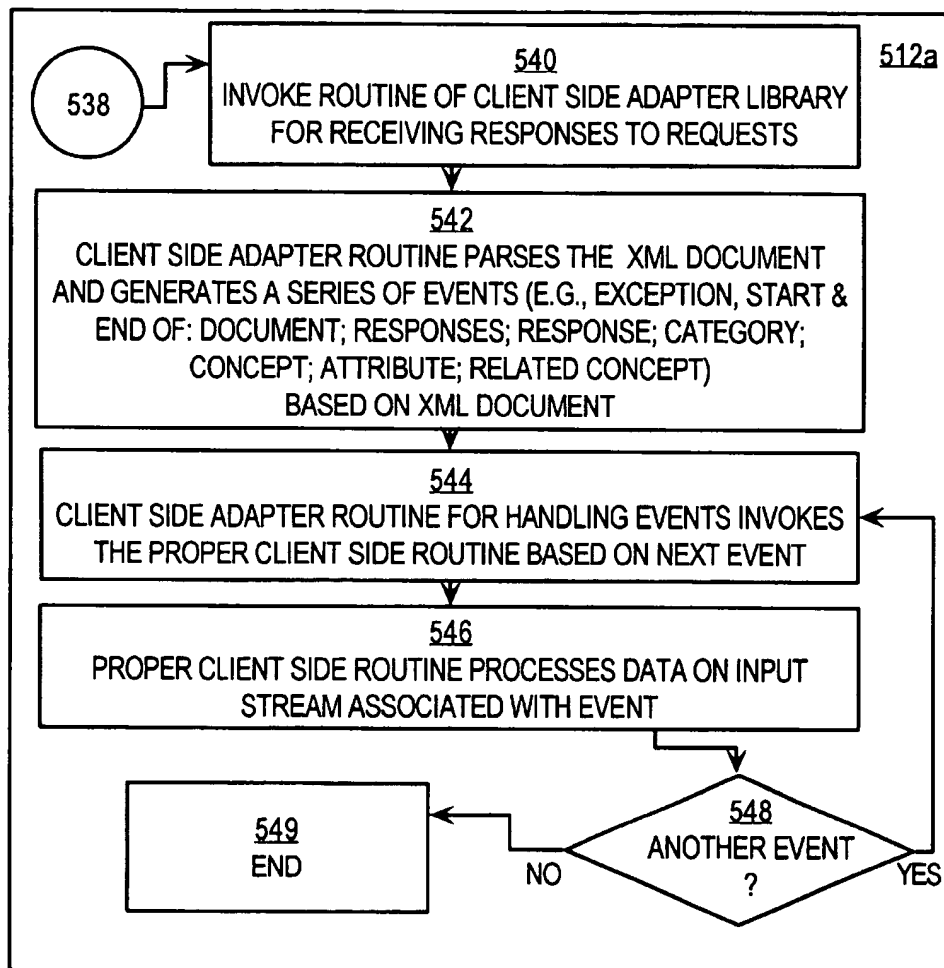 512a
538
540
INVOKE ROUTINE OF CLIENT SIDE ADAPTER LIBRARY
FOR RECEIVING RESPONSES TO REQUESTS
542
CLIENT SIDE ADAPTER ROUTINE PARSES THE XML DOCUMENT
AND GENERATES A SERIES OF EVENTS (E.G., EXCEPTION, START &
END OF: DOCUMENT; RESPONSES; RESPONSE; CATEGORY;
CONCEPT; ATTRIBUTE; RELATED CONCEPT)
BASED ON XML DOCUMENT
544
CLIENT SIDE ADAPTER ROUTINE FOR HANDLING EVENTS INVOKES
THE PROPER CLIENT SIDE ROUTINE BASED ON NEXT EVENT
546
PROPER CLIENT SIDE ROUTINE PROCESSES DATA ON INPUT
STREAM ASSOCIATED WITH EVENT
548
ANOTHER EVENT
?
NO
YES
549
END